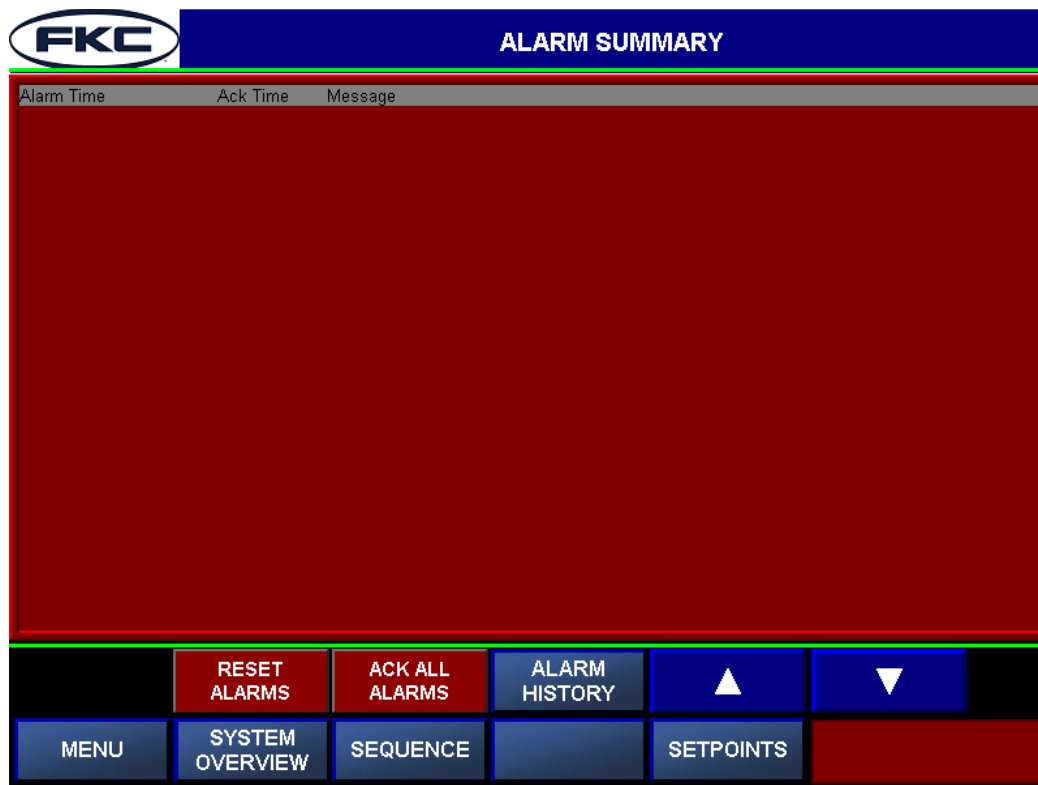 FKC
ALARM SUMMARY
Alarm Time Ack Time Message
RESET
ALARMS
ACK ALL
ALARMS
ALARM
HISTORY
MENU
SYSTEM
OVERVIEW
SEQUENCE
SETPOINTS